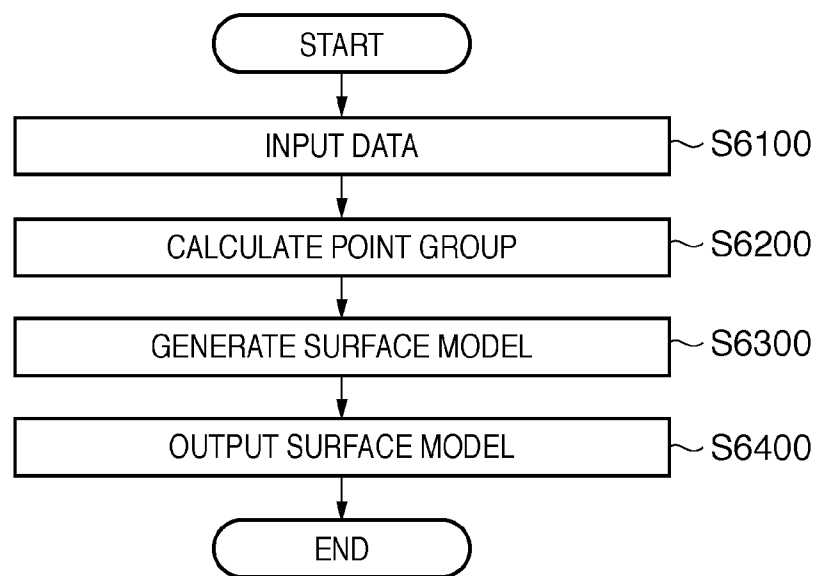 START
INPUT DATA S6100
CALCULATE POINT GROUP S6200
GENERATE SURFACE MODEL S6300
OUTPUT SURFACE MODEL S6400
END